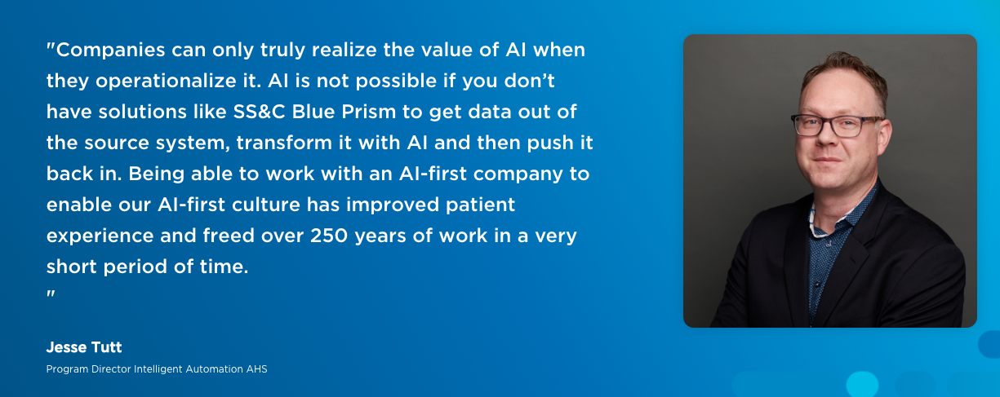 "Companies can only truly realize the value of AI when
they operationalize it. AI is not possible if you don’t
have solutions like SS&C Blue Prism to get data out of
the source system, transform it with AI and then push it
back in. Being able to work with an AI-first company to
enable our AI-first culture has improved patient
experience and freed over 250 years of work in a very
short period of time.
"
Jesse Tutt
Program Director Intelligent Automation AHS